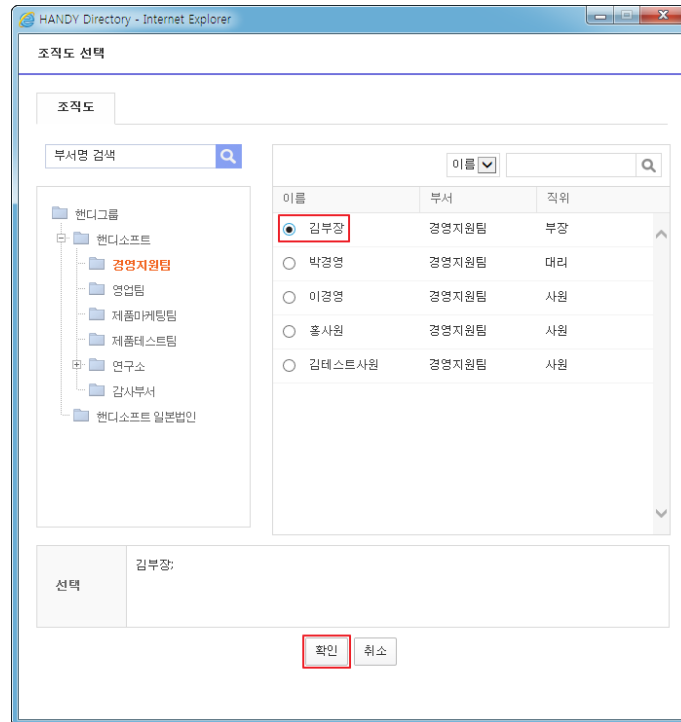 HANDY Directory - Internet Explorer
조직도 선택
조직도
부서명 검색
이름
이름 부서 직위
핸디그룹
핸디소프트
경영지원팀
영업팀
제품마케팅팀
제품테스트팀
연구소
감사부서
핸디소프트 일본법인
김부장 경영지원팀 부장
박경영 경영지원팀 대리
이경영 경영지원팀 사원
홍사원 경영지원팀 사원
김테스트사원 경영지원팀 사원
선택
김부장;
확인 취소